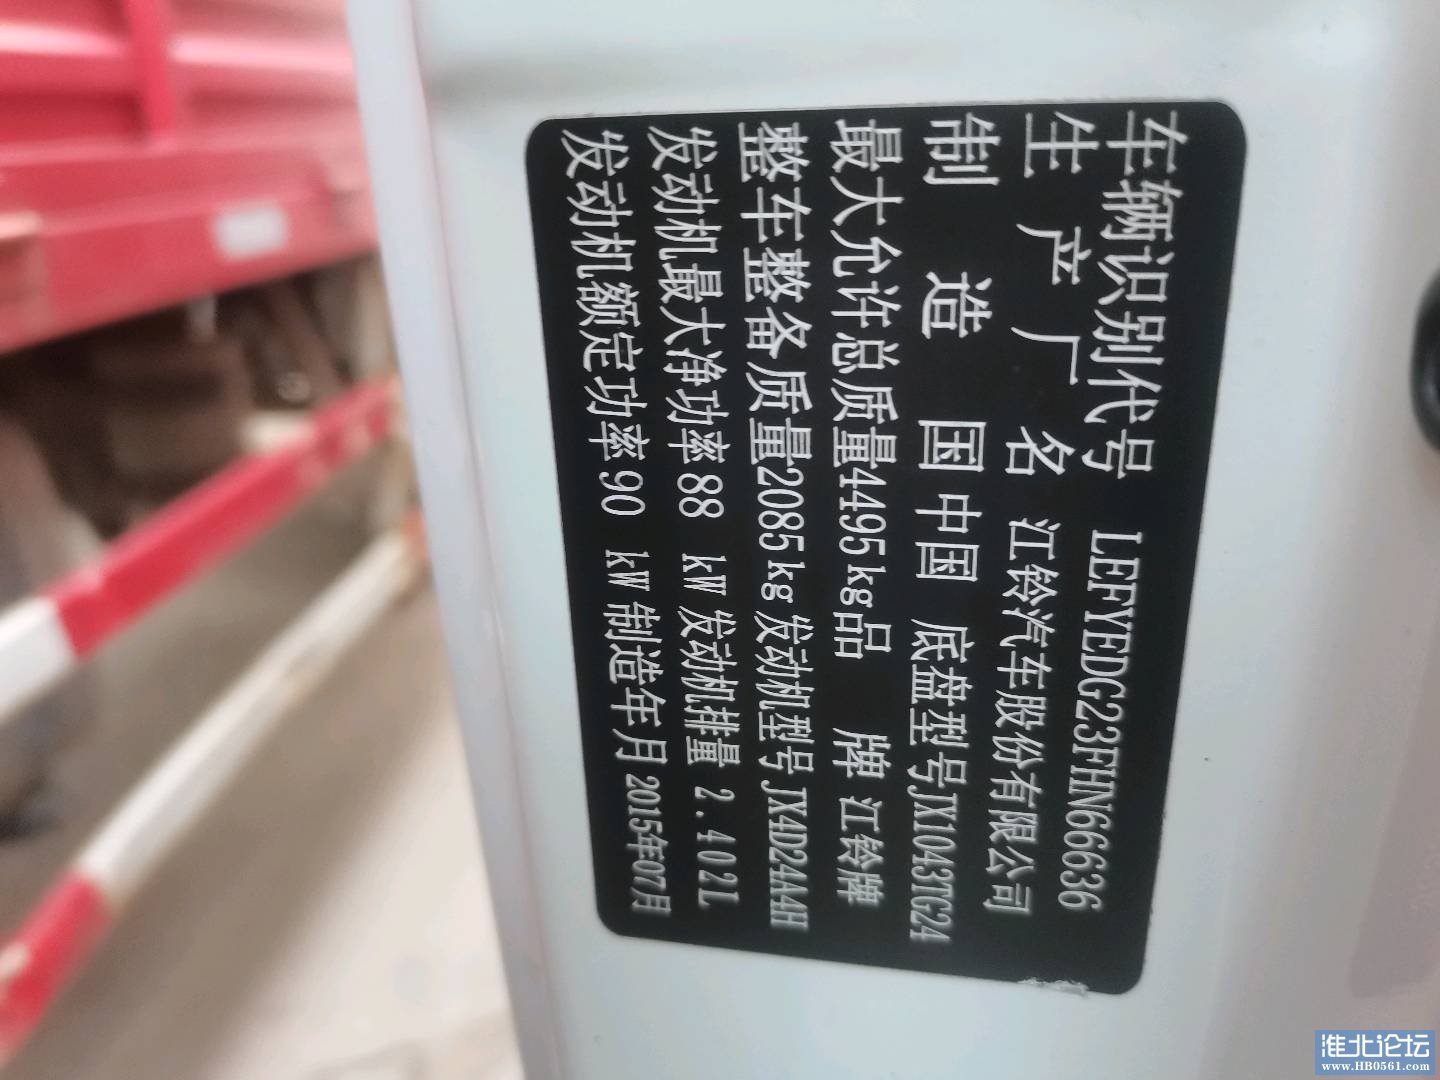 车辆识别代号 LEFYEDG23FHN66636
生产厂名 江铃汽车股份有限公司
制造国 中国 底盘型号JX1043TG24
最大允许总质量4495kg 品牌 江铃牌
整车整备质量2085kg 发动机型号 JX4D24A4H
发动机最大净功率88 kW 发动机排量 2.402L
发动机额定功率90 kW 制造年月 2015年07月
淮北论坛
www.HB0561.com